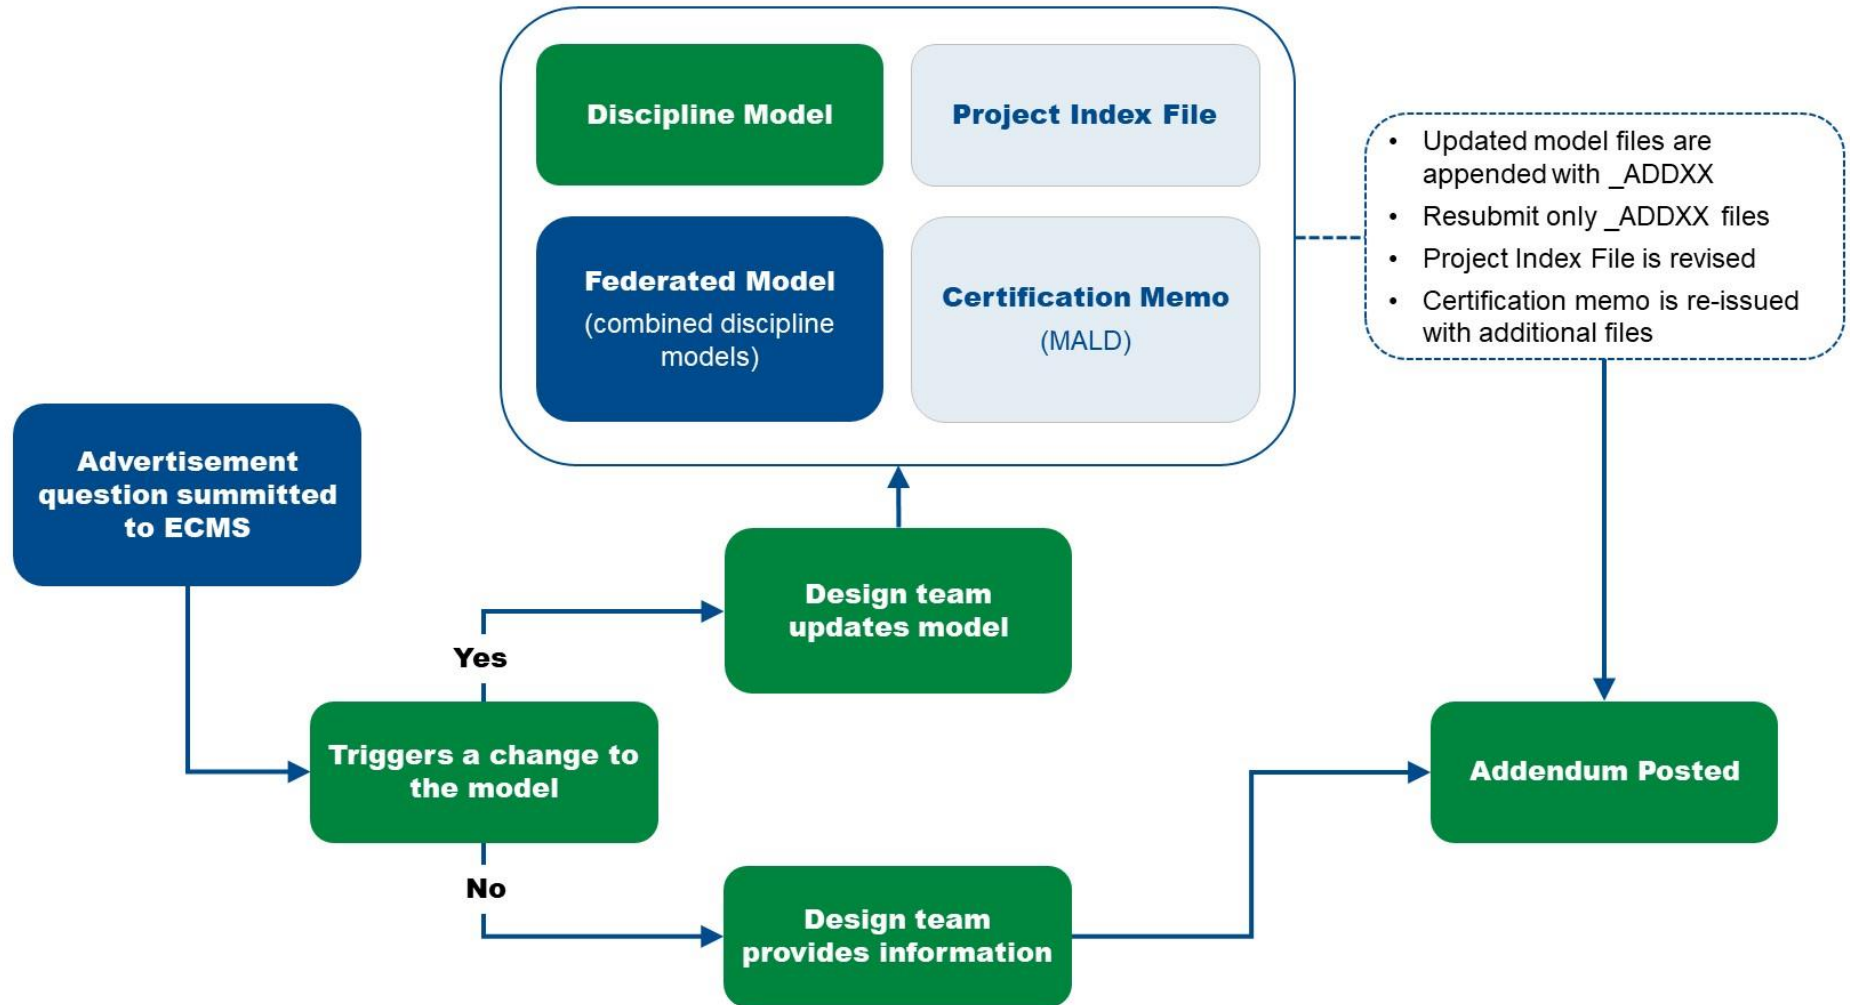 Discipline Model
Project Index File
Federated Model
(combined discipline
models)
Certification Memo
(MALD)
• Updated model files are
appended with _ADDXX
• Resubmit only _ADDXX files
• Project Index File is revised
• Certification memo is re-issued
with additional files
Advertisement
question summitted
to ECMS
Design team
updates model
Yes
Triggers a change to
the model
Addendum Posted
No
Design team
provides information